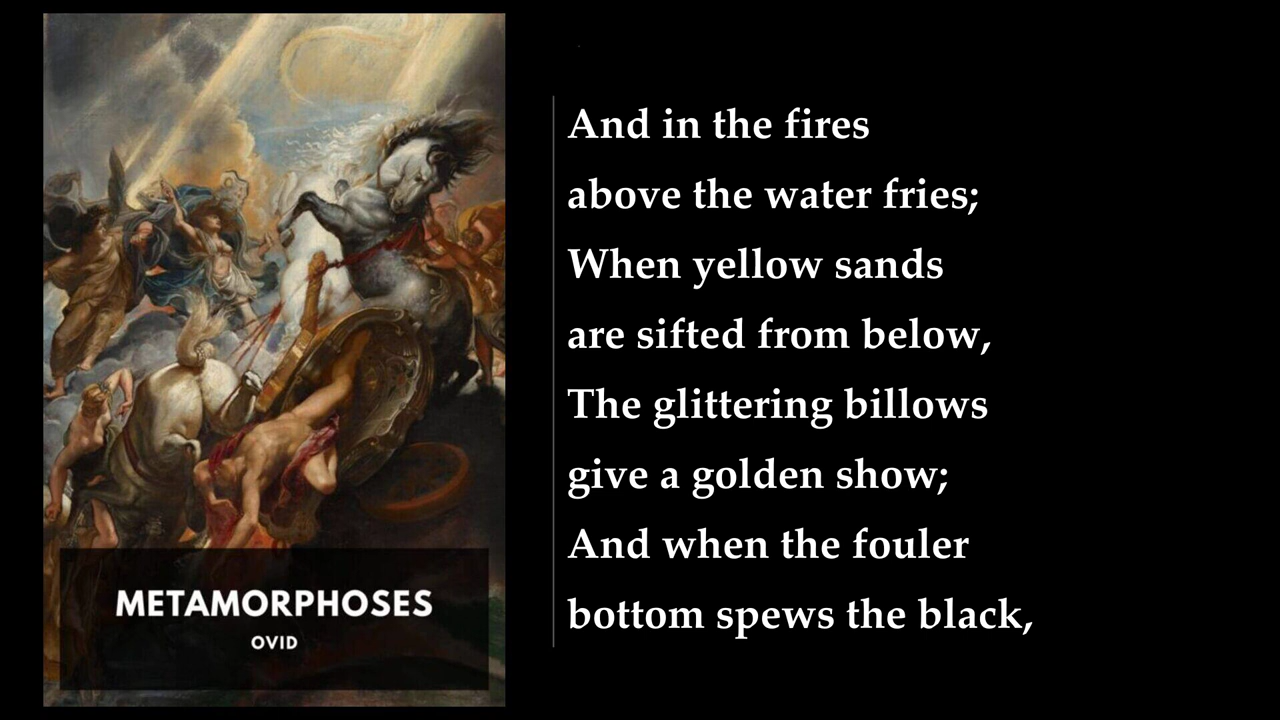 METAMORPHOSES
OVID
And in the fires
above the water fries;
When yellow sands
are sifted from below,
The glittering billows
give a golden show;
And when the fouler
bottom spews the black,